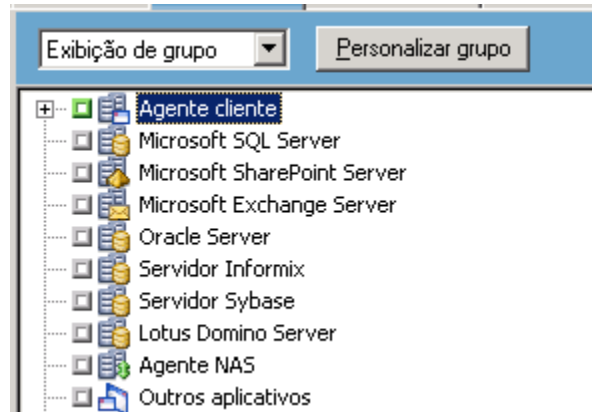 Exibição de grupo
Personalizar grupo
Agente cliente
Microsoft SQL Server
Microsoft SharePoint Server
Microsoft Exchange Server
Oracle Server
Servidor Informix
Servidor Sybase
Lotus Domino Server
Agente NAS
Outros aplicativos